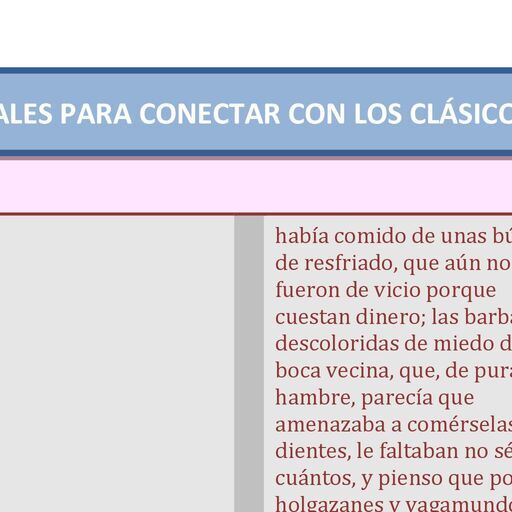 ALES PARA CONECTAR CON LOS CLÁSICO
había comido de unas bú
de resfriado, que aún no
fueron de vicio porque
cuestan dinero; las barba
descoloridas de miedo d
boca vecina, que, de pura
hambre, parecía que
amenazaba a comérselas
dientes, le faltaban no sé
cuántos, y pienso que po
holgazanes y vagamundo